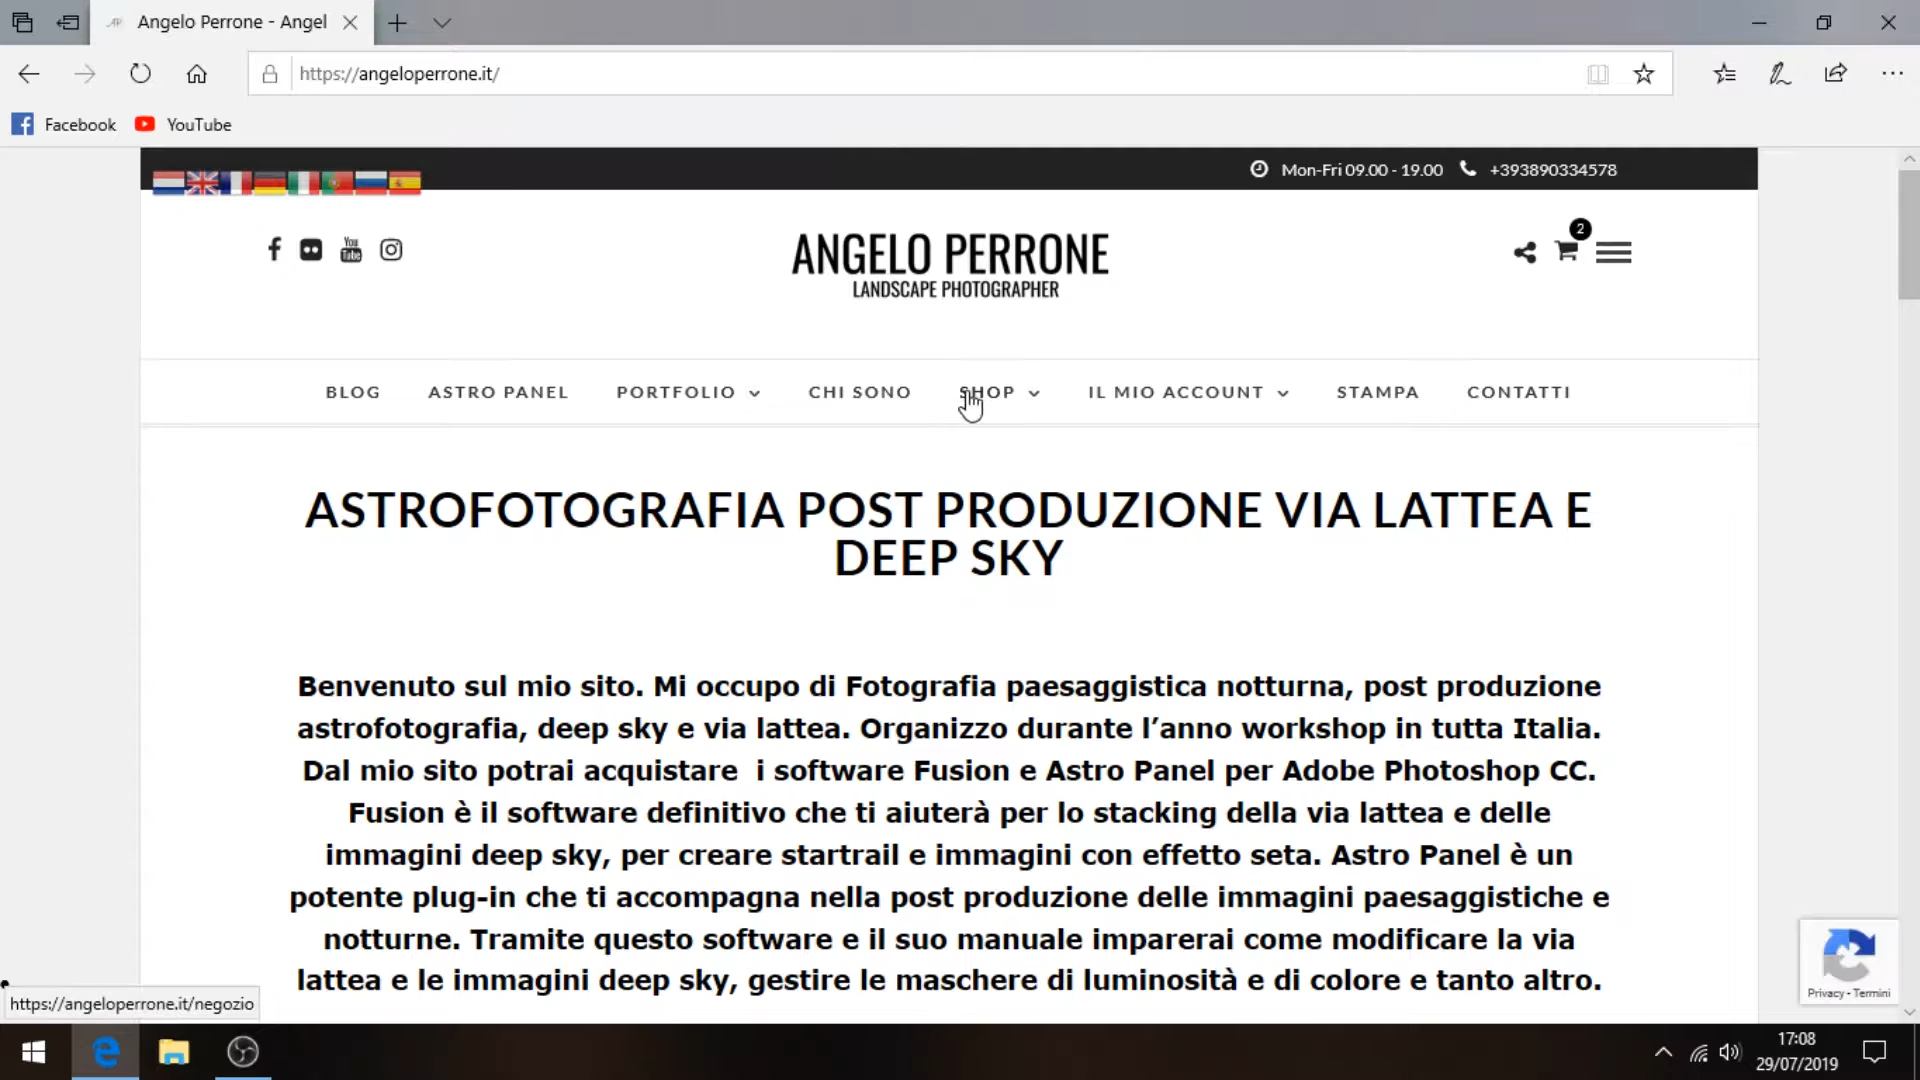 Angelo Perrone - Angel
https://angeloperrone.it/
Facebook
YouTube
Mon-Fri 09.00 - 19.00
+393890334578
You
Tube
ANGELO PERRONE
LANDSCAPE PHOTOGRAPHER
2
BLOG
ASTRO PANEL
PORTFOLIO
CHI SONO
SHOP
IL MIO ACCOUNT
STAMPA
CONTATTI
ASTROFOTOGRAFIA POST PRODUZIONE VIA LATTEA E
DEEP SKY
Benvenuto sul mio sito. Mi occupo di Fotografia paesaggistica notturna, post produzione
astrofotografia, deep sky e via lattea. Organizzo durante l’anno workshop in tutta Italia.
Dal mio sito potrai acquistare i software Fusion e Astro Panel per Adobe Photoshop CC.
Fusion è il software definitivo che ti aiuterà per lo stacking della via lattea e delle
immagini deep sky, per creare startrail e immagini con effetto seta. Astro Panel è un
potente plug-in che ti accompagna nella post produzione delle immagini paesaggistiche e
notturne. Tramite questo software e il suo manuale imparerai come modificare la via
lattea e le immagini deep sky, gestire le maschere di luminosità e di colore e tanto altro.
Privacy - Termini
https://angeloperrone.it/negozio
17:08
29/07/2019